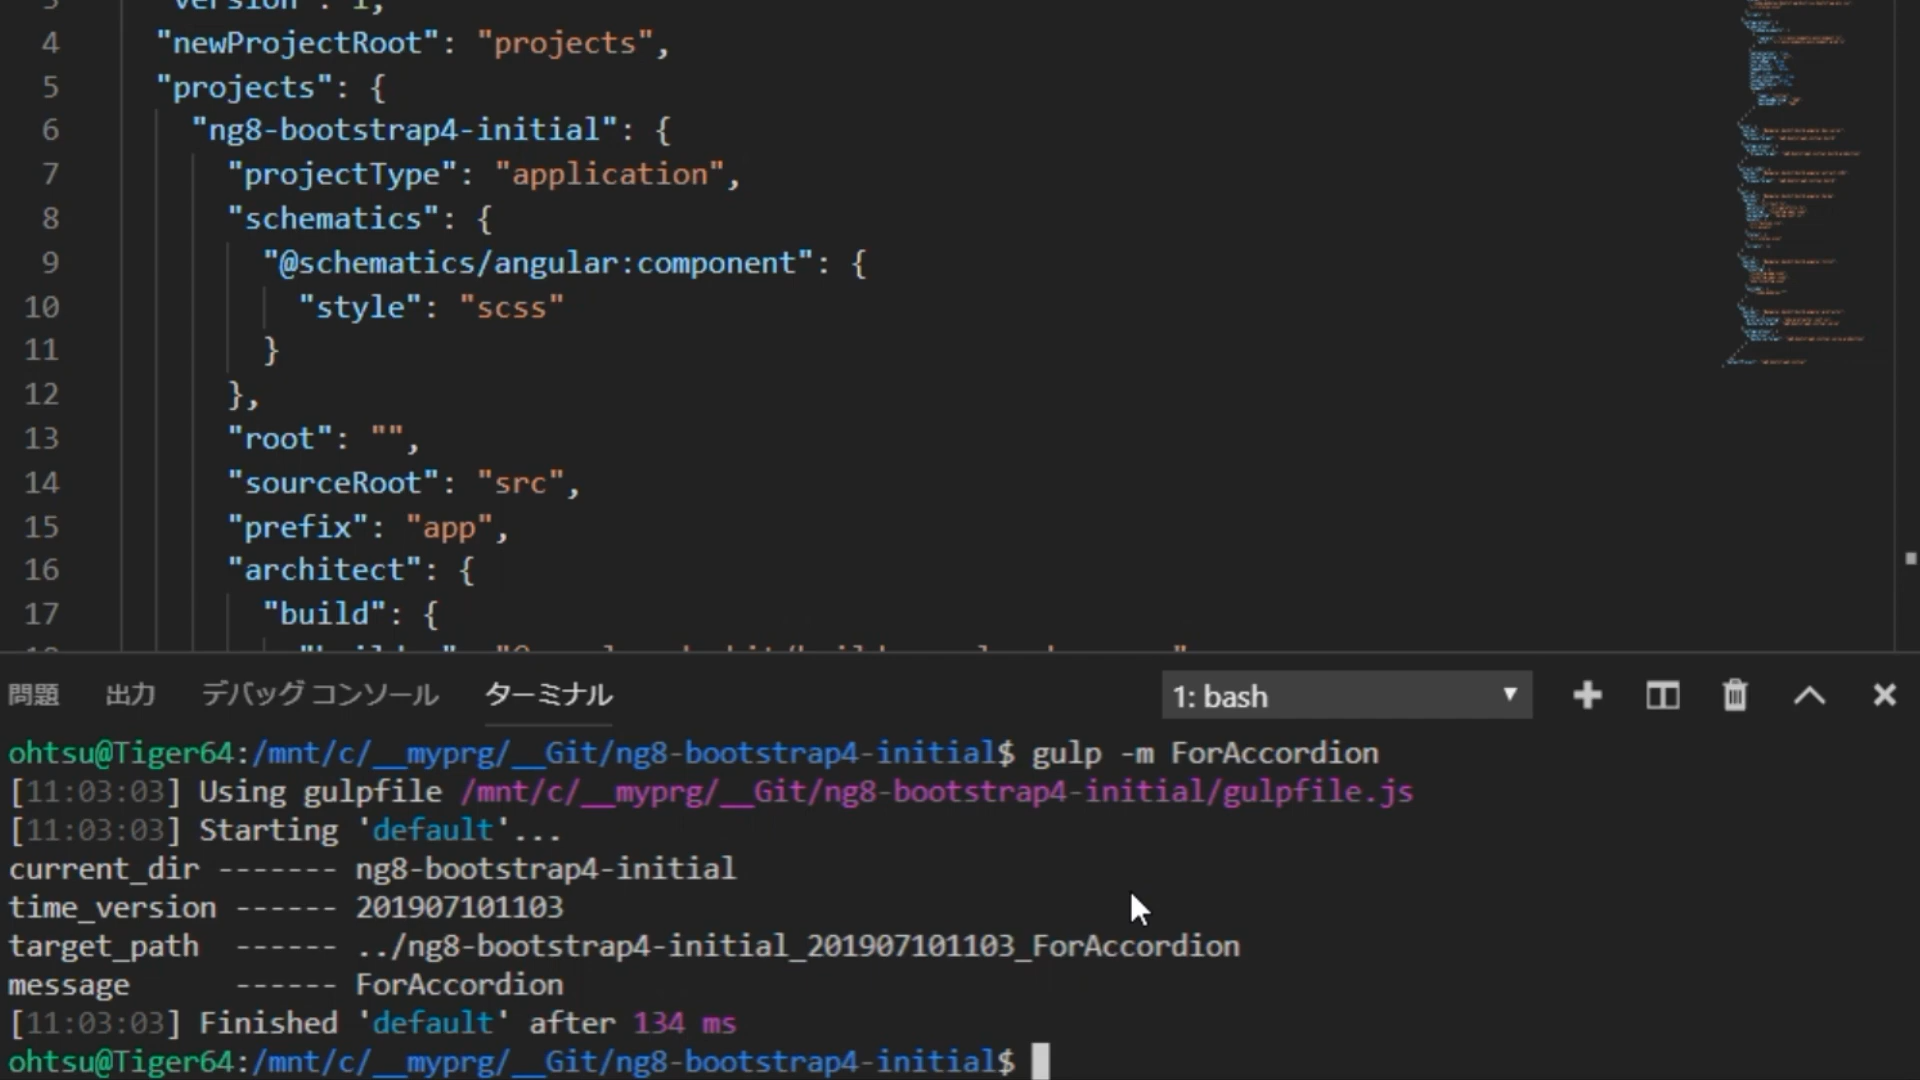 3 "version": 1,
4 "newProjectRoot": "projects",
5 "projects": {
6 "ng8-bootstrap4-initial": {
7 "projectType": "application",
8 "schematics": {
9 "@schematics/angular:component": {
10 "style": "scss"
11 }
12 },
13 "root": "",
14 "sourceRoot": "src",
15 "prefix": "app",
16 "architect": {
17 "build": {
問題 出力 デバッグ コンソール ターミナル 1: bash
ohtsu@Tiger64:/mnt/c/__myprg/__Git/ng8-bootstrap4-initial$ gulp -m ForAccordion
[11:03:03] Using gulpfile /mnt/c/__myprg/__Git/ng8-bootstrap4-initial/gulpfile.js
[11:03:03] Starting 'default'...
current_dir ------- ng8-bootstrap4-initial
time_version ------ 201907101103
target_path ------ ../ng8-bootstrap4-initial_201907101103_ForAccordion
message ------ ForAccordion
[11:03:03] Finished 'default' after 134 ms
ohtsu@Tiger64:/mnt/c/__myprg/__Git/ng8-bootstrap4-initial$